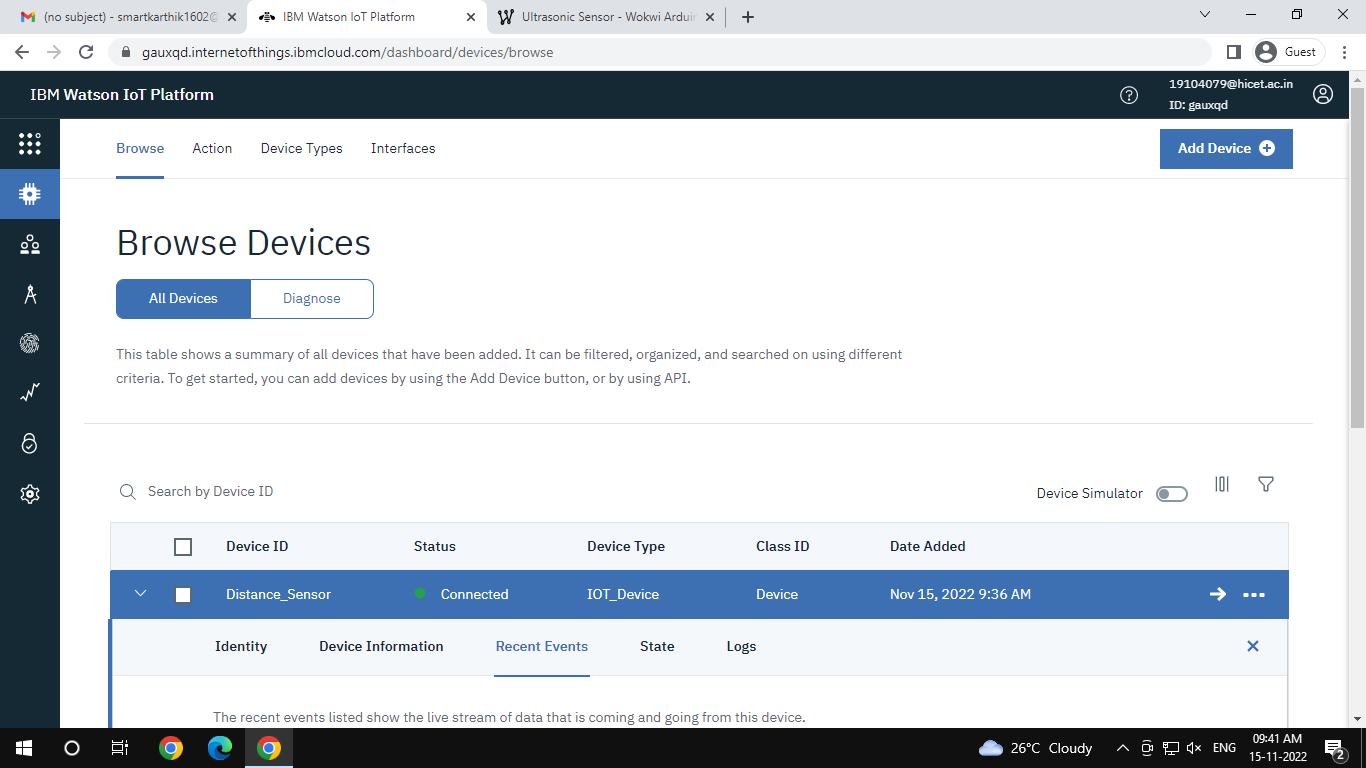 (no subject) - smartkarthik1602@
IBM Watson IoT Platform
Ultrasonic Sensor - Wokwi Ardui
gauxqd.internetofthings.ibmcloud.com/dashboard/devices/browse
Guest
IBM Watson IoT Platform
19104079@hicet.ac.in
ID: gauxqd
Browse Action Device Types Interfaces
Add Device
Browse Devices
All Devices Diagnose
This table shows a summary of all devices that have been added. It can be filtered, organized, and searched on using different
criteria. To get started, you can add devices by using the Add Device button, or by using API.
Search by Device ID
Device Simulator
Device ID Status Device Type Class ID Date Added
Distance_Sensor Connected IOT_Device Device Nov 15, 2022 9:36 AM
Identity Device Information Recent Events State Logs
The recent events listed show the live stream of data that is coming and going from this device.
26°C Cloudy
ENG
09:41 AM
15-11-2022
2